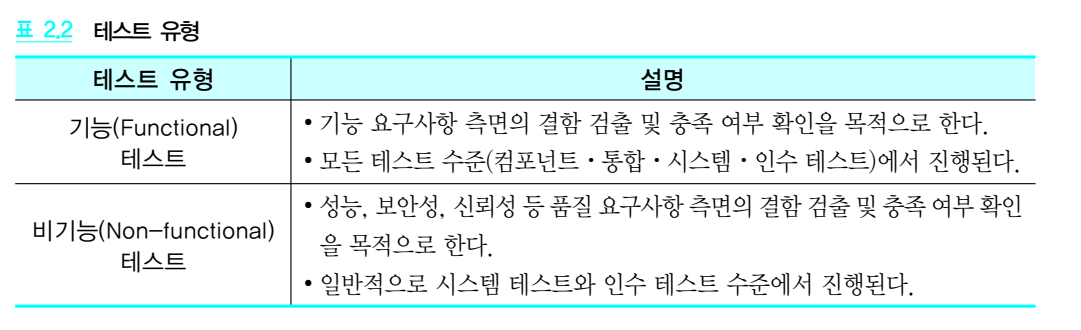 표 2.2 테스트 유형
테스트 유형 설명
기능(Functional)
테스트
• 기능 요구사항 측면의 결함 검출 및 충족 여부 확인을 목적으로 한다.
• 모든 테스트 수준(컴포넌트・통합・시스템・인수 테스트)에서 진행된다.
비기능(Non-functional)
테스트
• 성능, 보안성, 신뢰성 등 품질 요구사항 측면의 결함 검출 및 충족 여부 확인
을 목적으로 한다.
• 일반적으로 시스템 테스트와 인수 테스트 수준에서 진행된다.